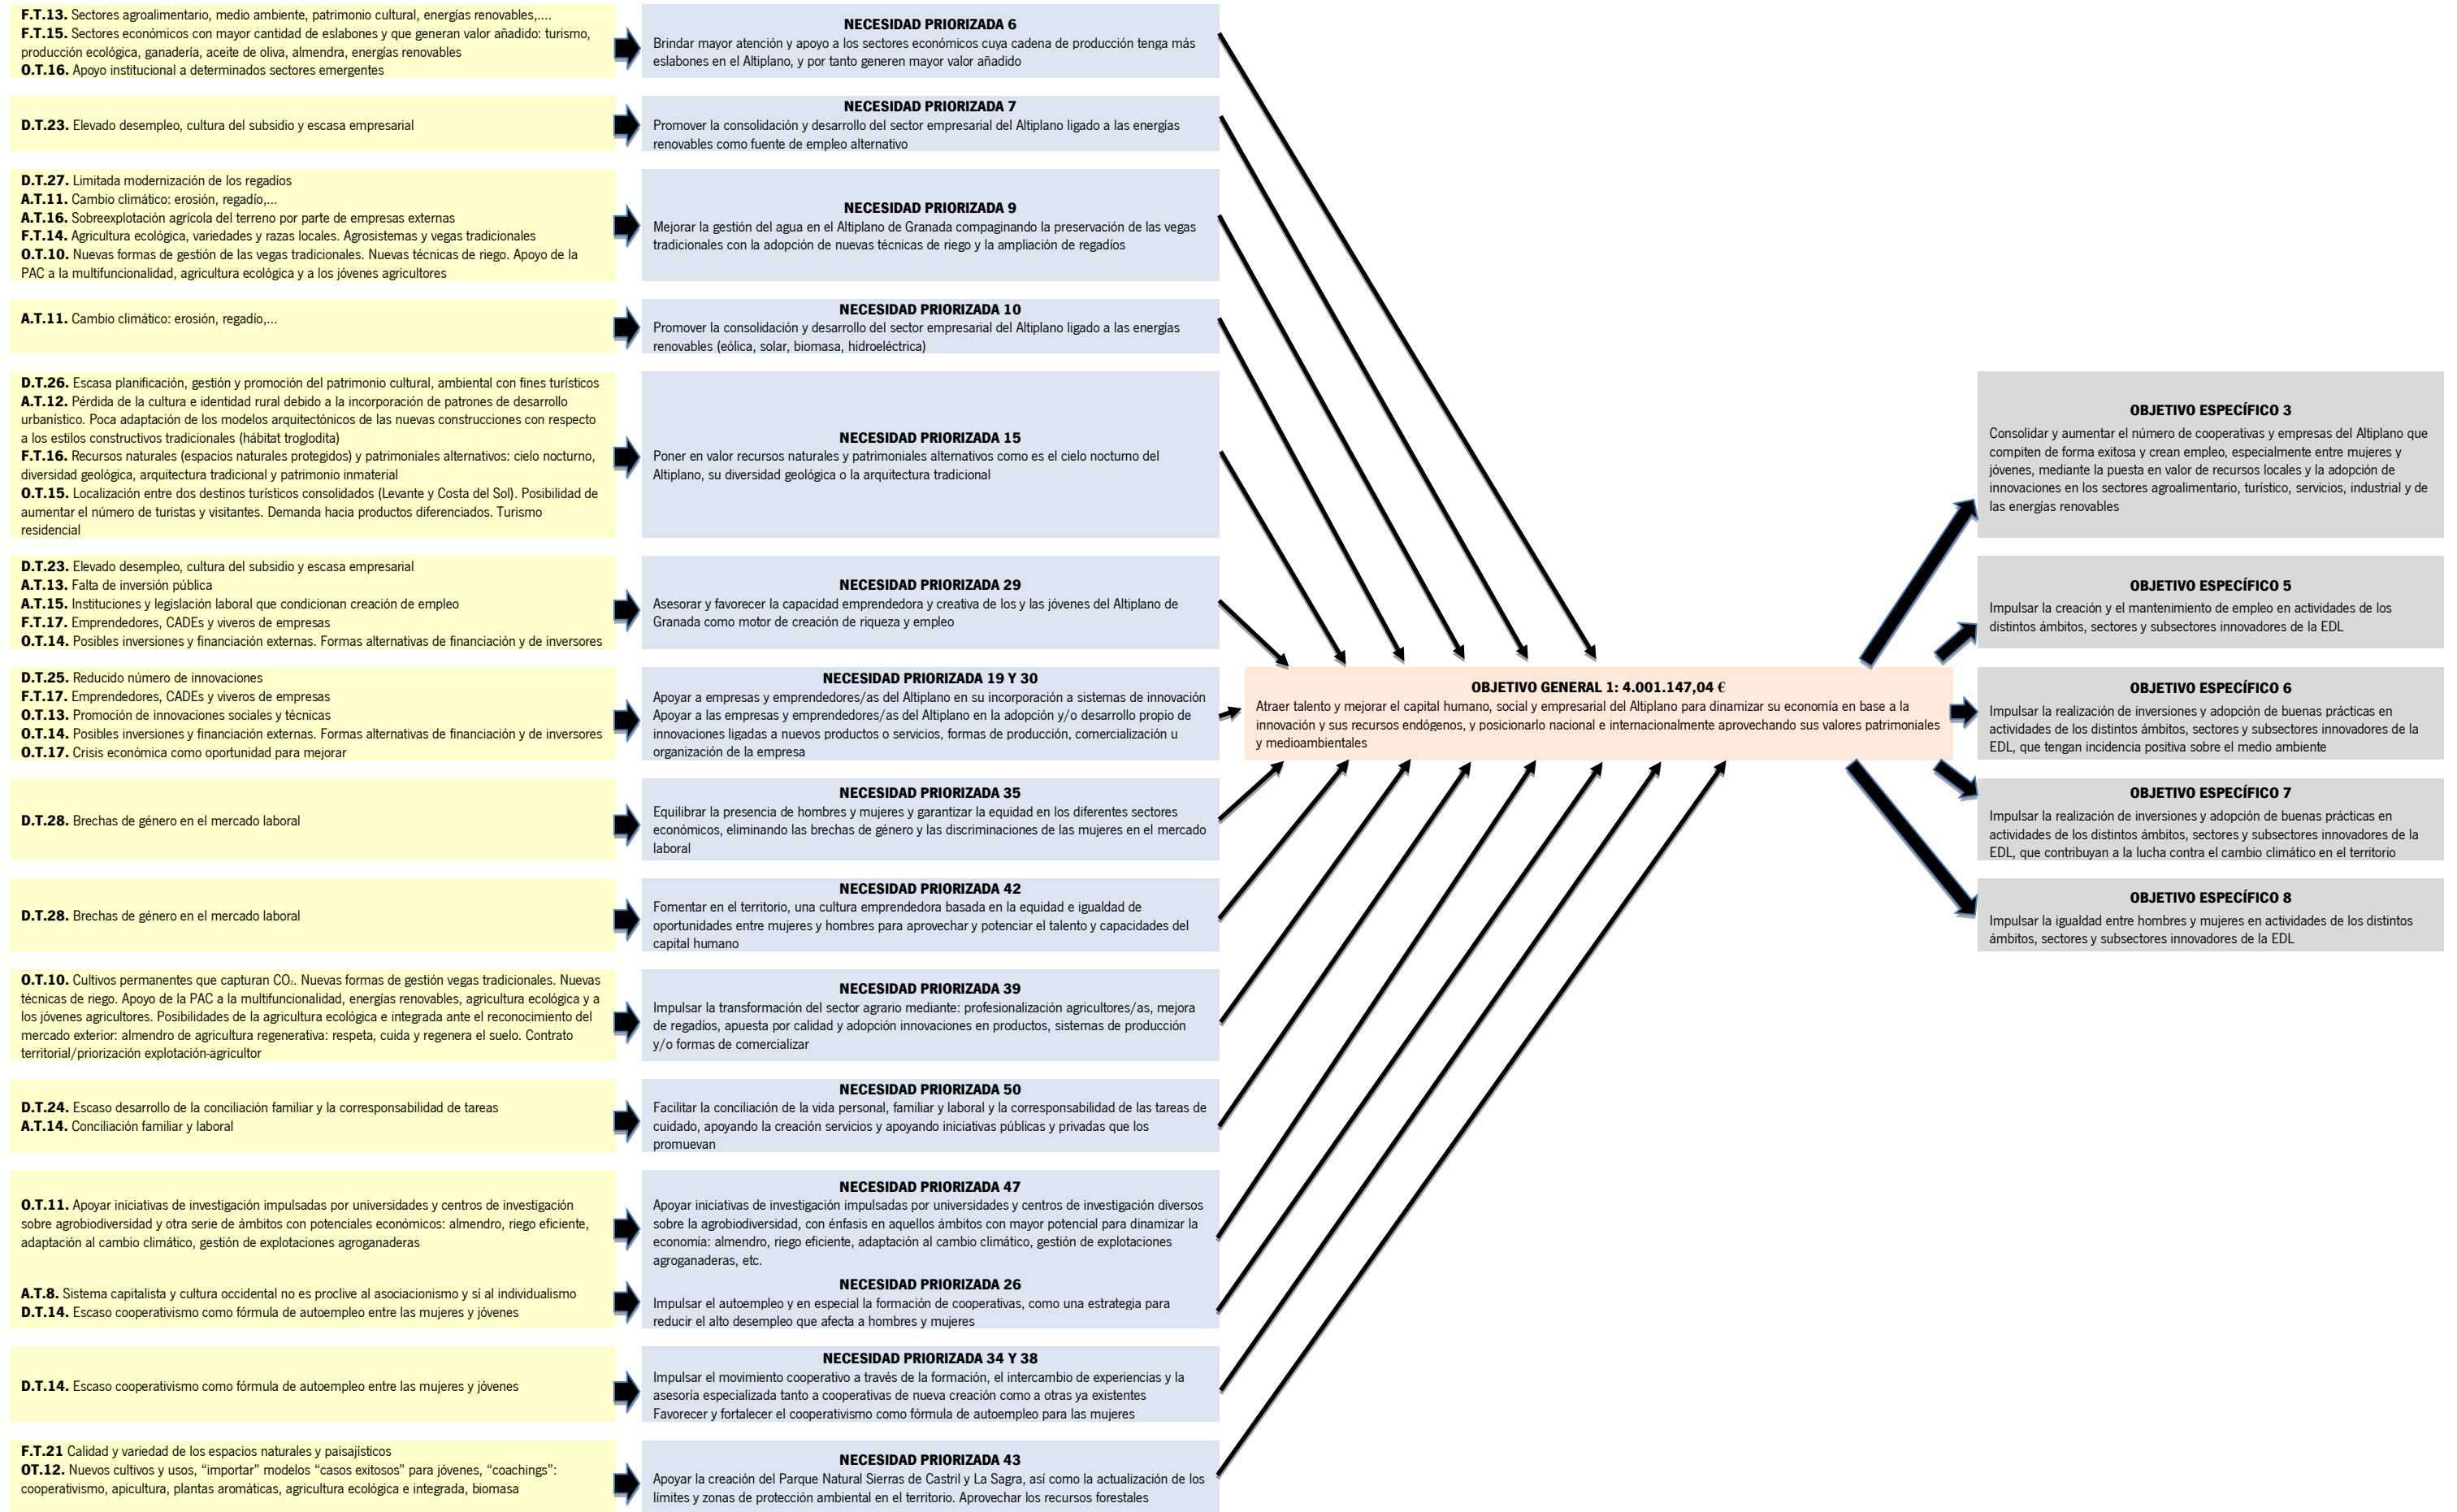 F.T.13. Sectores agroalimentario, medio ambiente, patrimonio cultural, energías renovables,....
F.T.15. Sectores económicos con mayor cantidad de eslabones y que generan valor añadido: turismo,
producción ecológica, ganadería, aceite de oliva, almendra, energías renovables
O.T.16. Apoyo institucional a determinados sectores emergentes
NECESIDAD PRIORIZADA 6
Brindar mayor atención y apoyo a los sectores económicos cuya cadena de producción tenga más
eslabones en el Altiplano, y por tanto generen mayor valor añadido
D.T.23. Elevado desempleo, cultura del subsidio y escasa empresarial
NECESIDAD PRIORIZADA 7
Promover la consolidación y desarrollo del sector empresarial del Altiplano ligado a las energías
renovables como fuente de empleo alternativo
D.T.27. Limitada modernización de los regadíos
A.T.11. Cambio climático: erosión, regadío,...
A.T.16. Sobreexplotación agrícola del terreno por parte de empresas externas
F.T.14. Agricultura ecológica, variedades y razas locales. Agrosistemas y vegas tradicionales
O.T.10. Nuevas formas de gestión de las vegas tradicionales. Nuevas técnicas de riego. Apoyo de la
PAC a la multifuncionalidad, agricultura ecológica y a los jóvenes agricultores
NECESIDAD PRIORIZADA 9
Mejorar la gestión del agua en el Altiplano de Granada compaginando la preservación de las vegas
tradicionales con la adopción de nuevas técnicas de riego y la ampliación de regadíos
A.T.11. Cambio climático: erosión, regadío,...
NECESIDAD PRIORIZADA 10
Promover la consolidación y desarrollo del sector empresarial del Altiplano ligado a las energías
renovables (eólica, solar, biomasa, hidroeléctrica)
D.T.26. Escasa planificación, gestión y promoción del patrimonio cultural, ambiental con fines turísticos
A.T.12. Pérdida de la cultura e identidad rural debido a la incorporación de patrones de desarrollo
urbanístico. Poca adaptación de los modelos arquitectónicos de las nuevas construcciones con respecto
a los estilos constructivos tradicionales (hábitat troglodita)
F.T.16. Recursos naturales (espacios naturales protegidos) y patrimoniales alternativos: cielo nocturno,
diversidad geológica, arquitectura tradicional y patrimonio inmaterial
O.T.15. Localización entre dos destinos turísticos consolidados (Levante y Costa del Sol). Posibilidad de
aumentar el número de turistas y visitantes. Demanda hacia productos diferenciados. Turismo
residencial
NECESIDAD PRIORIZADA 15
Poner en valor recursos naturales y patrimoniales alternativos como es el cielo nocturno del
Altiplano, su diversidad geológica o la arquitectura tradicional
D.T.23. Elevado desempleo, cultura del subsidio y escasa empresarial
A.T.13. Falta de inversión pública
A.T.15. Instituciones y legislación laboral que condicionan creación de empleo
F.T.17. Emprendedores, CADEs y viveros de empresas
O.T.14. Posibles inversiones y financiación externas. Formas alternativas de financiación y de inversores
NECESIDAD PRIORIZADA 29
Asesorar y favorecer la capacidad emprendedora y creativa de los y las jóvenes del Altiplano de
Granada como motor de creación de riqueza y empleo
D.T.25. Reducido número de innovaciones
F.T.17. Emprendedores, CADEs y viveros de empresas
O.T.13. Promoción de innovaciones sociales y técnicas
O.T.14. Posibles inversiones y financiación externas. Formas alternativas de financiación y de inversores
O.T.17. Crisis económica como oportunidad para mejorar
NECESIDAD PRIORIZADA 19 Y 30
Apoyar a empresas y emprendedores/as del Altiplano en su incorporación a sistemas de innovación
Apoyar a las empresas y emprendedores/as del Altiplano en la adopción y/o desarrollo propio de
innovaciones ligadas a nuevos productos o servicios, formas de producción, comercialización u
organización de la empresa
D.T.28. Brechas de género en el mercado laboral
NECESIDAD PRIORIZADA 35
Equilibrar la presencia de hombres y mujeres y garantizar la equidad en los diferentes sectores
económicos, eliminando las brechas de género y las discriminaciones de las mujeres en el mercado
laboral
D.T.28. Brechas de género en el mercado laboral
NECESIDAD PRIORIZADA 42
Fomentar en el territorio, una cultura emprendedora basada en la equidad e igualdad de
oportunidades entre mujeres y hombres para aprovechar y potenciar el talento y capacidades del
capital humano
O.T.10. Cultivos permanentes que capturan CO₂. Nuevas formas de gestión vegas tradicionales. Nuevas
técnicas de riego. Apoyo de la PAC a la multifuncionalidad, energías renovables, agricultura ecológica y a
los jóvenes agricultores. Posibilidades de la agricultura ecológica e integrada ante el reconocimiento del
mercado exterior: almendro de agricultura regenerativa: respeta, cuida y regenera el suelo. Contrato
territorial/priorización explotación-agricultor
NECESIDAD PRIORIZADA 39
Impulsar la transformación del sector agrario mediante: profesionalización agricultores/as, mejora
de regadíos, apuesta por calidad y adopción innovaciones en productos, sistemas de producción
y/o formas de comercializar
D.T.24. Escaso desarrollo de la conciliación familiar y la corresponsabilidad de tareas
A.T.14. Conciliación familiar y laboral
NECESIDAD PRIORIZADA 50
Facilitar la conciliación de la vida personal, familiar y laboral y la corresponsabilidad de las tareas de
cuidado, apoyando la creación servicios y apoyando iniciativas públicas y privadas que los
promuevan
O.T.11. Apoyar iniciativas de investigación impulsadas por universidades y centros de investigación
sobre agrobiodiversidad y otra serie de ámbitos con potenciales económicos: almendro, riego eficiente,
adaptación al cambio climático, gestión de explotaciones agroganaderas
NECESIDAD PRIORIZADA 47
Apoyar iniciativas de investigación impulsadas por universidades y centros de investigación diversos
sobre la agrobiodiversidad, con énfasis en aquellos ámbitos con mayor potencial para dinamizar la
economía: almendro, riego eficiente, adaptación al cambio climático, gestión de explotaciones
agroganaderas, etc.
A.T.8. Sistema capitalista y cultura occidental no es proclive al asociacionismo y sí al individualismo
D.T.14. Escaso cooperativismo como fórmula de autoempleo entre las mujeres y jóvenes
NECESIDAD PRIORIZADA 26
Impulsar el autoempleo y en especial la formación de cooperativas, como una estrategia para
reducir el alto desempleo que afecta a hombres y mujeres
D.T.14. Escaso cooperativismo como fórmula de autoempleo entre las mujeres y jóvenes
NECESIDAD PRIORIZADA 34 Y 38
Impulsar el movimiento cooperativo a través de la formación, el intercambio de experiencias y la
asesoría especializada tanto a cooperativas de nueva creación como a otras ya existentes
Favorecer y fortalecer el cooperativismo como fórmula de autoempleo para las mujeres
F.T.21 Calidad y variedad de los espacios naturales y paisajísticos
OT.12. Nuevos cultivos y usos, “importar” modelos “casos exitosos” para jóvenes, “coachings”:
cooperativismo, apicultura, plantas aromáticas, agricultura ecológica e integrada, biomasa
NECESIDAD PRIORIZADA 43
Apoyar la creación del Parque Natural Sierras de Castril y La Sagra, así como la actualización de los
límites y zonas de protección ambiental en el territorio. Aprovechar los recursos forestales
OBJETIVO GENERAL 1: 4.001.147,04 €
Atraer talento y mejorar el capital humano, social y empresarial del Altiplano para dinamizar su economía en base a la
innovación y sus recursos endógenos, y posicionarlo nacional e internacionalmente aprovechando sus valores patrimoniales
y medioambientales
OBJETIVO ESPECÍFICO 3
Consolidar y aumentar el número de cooperativas y empresas del Altiplano que
compiten de forma exitosa y crean empleo, especialmente entre mujeres y
jóvenes, mediante la puesta en valor de recursos locales y la adopción de
innovaciones en los sectores agroalimentario, turístico, servicios, industrial y de
las energías renovables
OBJETIVO ESPECÍFICO 5
Impulsar la creación y el mantenimiento de empleo en actividades de los
distintos ámbitos, sectores y subsectores innovadores de la EDL
OBJETIVO ESPECÍFICO 6
Impulsar la realización de inversiones y adopción de buenas prácticas en
actividades de los distintos ámbitos, sectores y subsectores innovadores de la
EDL, que tengan incidencia positiva sobre el medio ambiente
OBJETIVO ESPECÍFICO 7
Impulsar la realización de inversiones y adopción de buenas prácticas en
actividades de los distintos ámbitos, sectores y subsectores innovadores de la
EDL, que contribuyan a la lucha contra el cambio climático en el territorio
OBJETIVO ESPECÍFICO 8
Impulsar la igualdad entre hombres y mujeres en actividades de los distintos
ámbitos, sectores y subsectores innovadores de la EDL